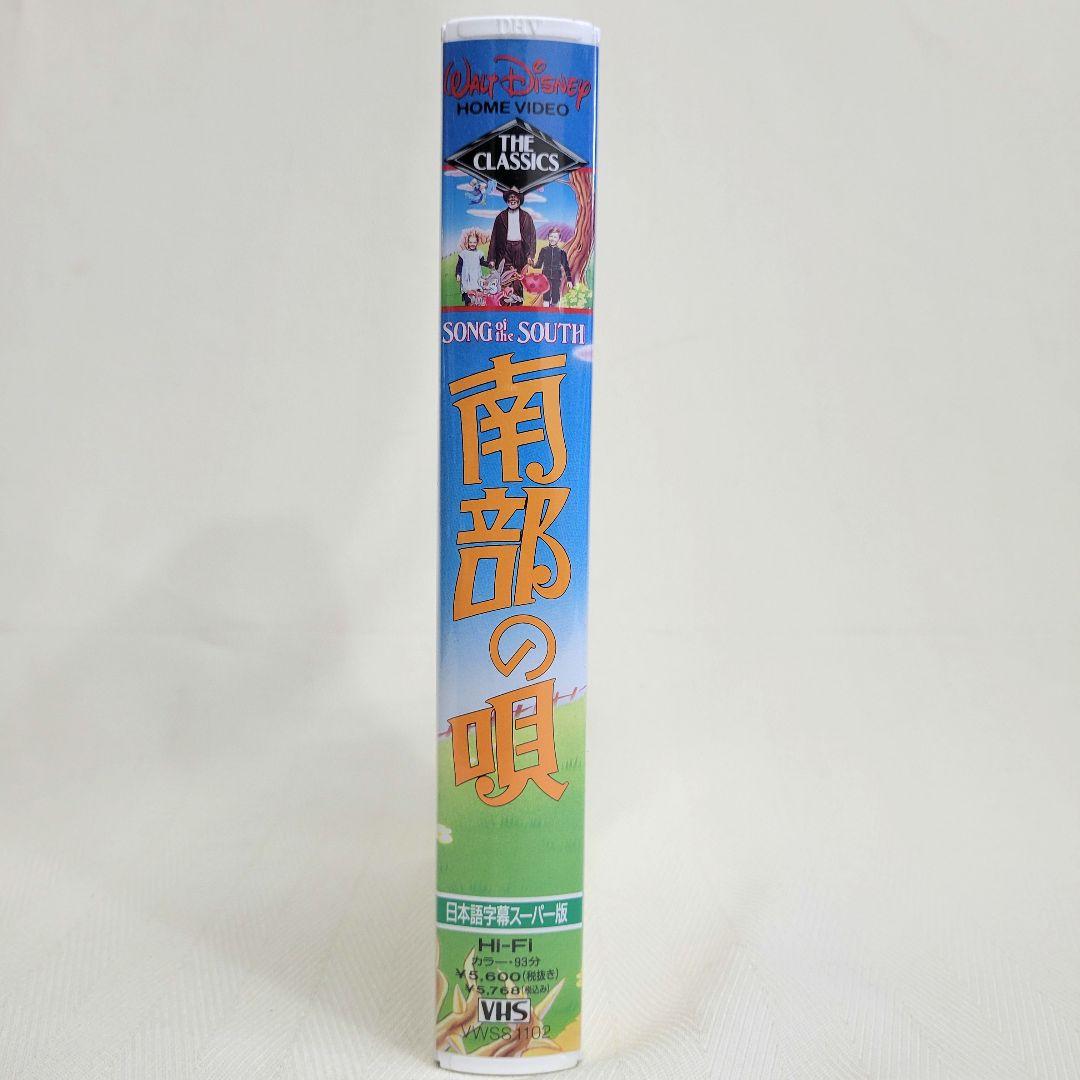 WALT DISNEY
HOME VIDEO
THE
CLASSICS
SONG of the SOUTH
南部の唄
日本語字幕スーパー版
Hi-Fi
カラー・93分
¥5,600(税抜き)
¥5,768(税込み)
VHS
VWSS1102